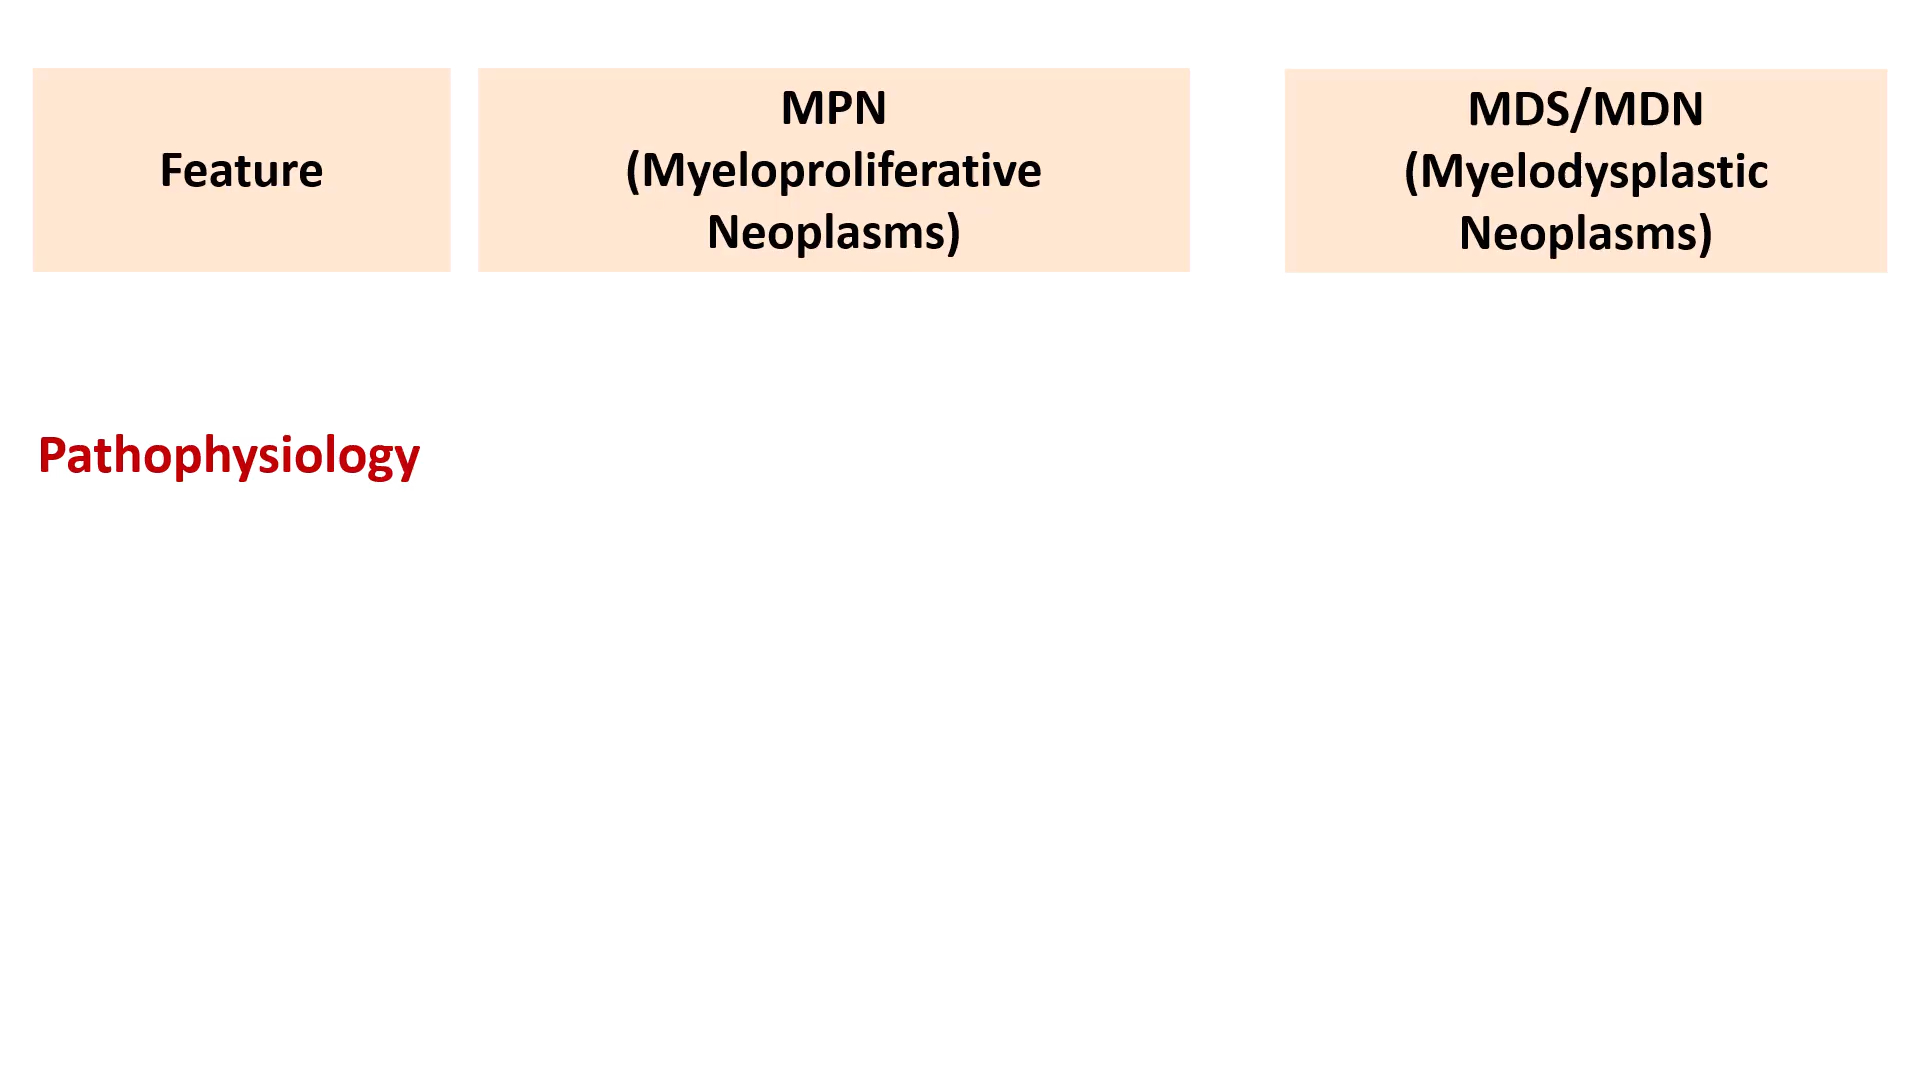 Feature
MPN
(Myeloproliferative
Neoplasms)
MDS/MDN
(Myelodysplastic
Neoplasms)
Pathophysiology